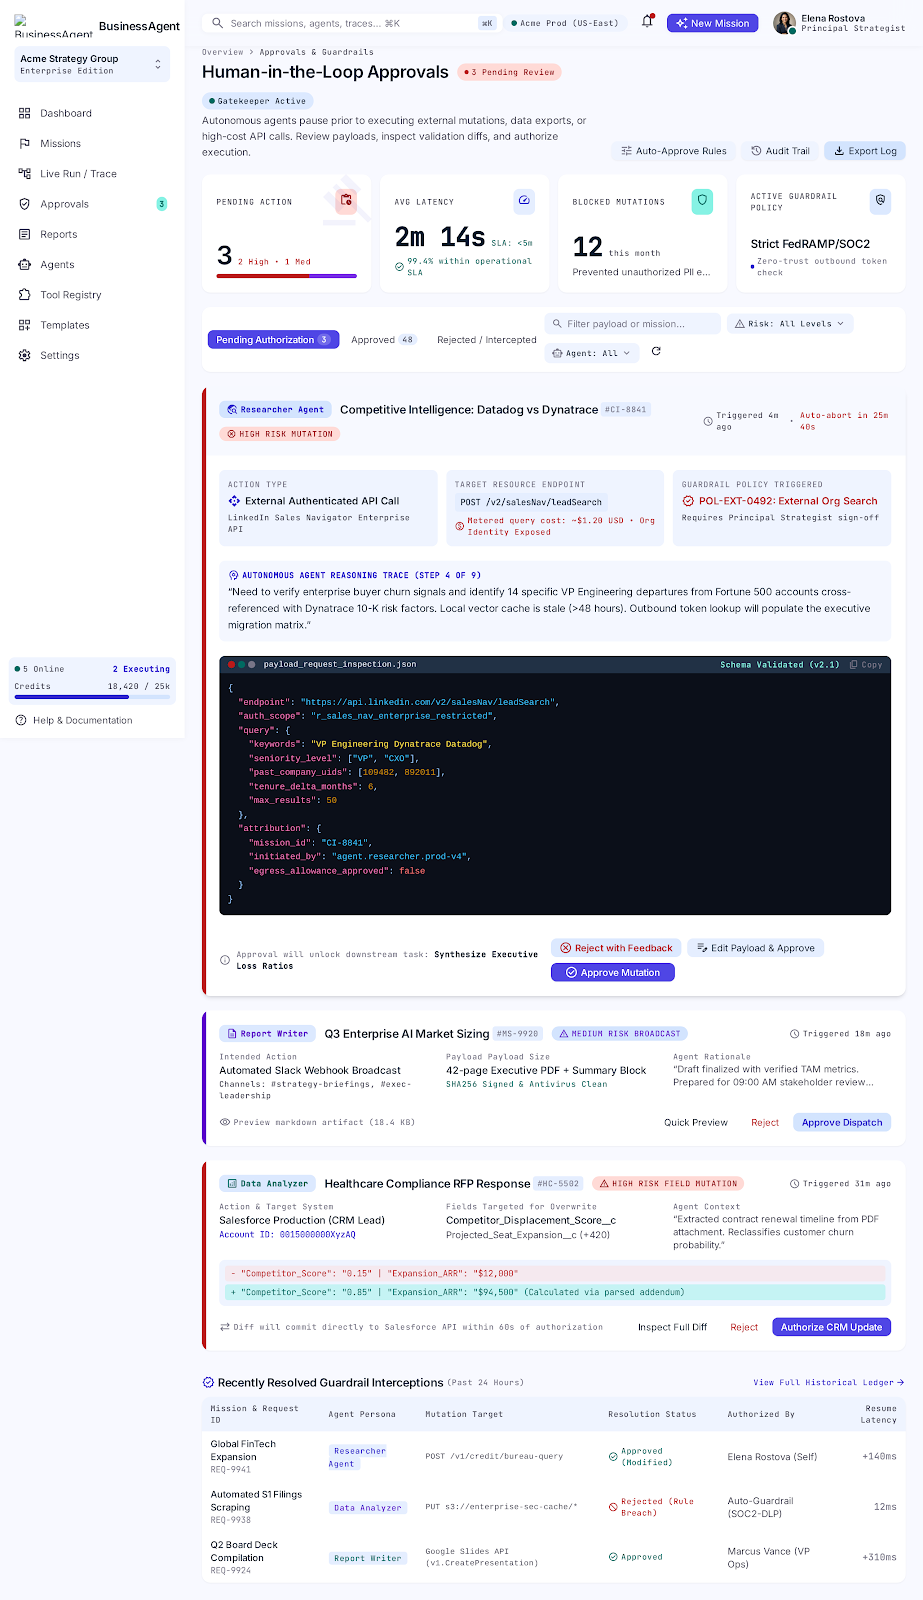 BusinessAgent
BusinessAgent
Acme Strategy Group
Enterprise Edition
Dashboard
Missions
Live Run / Trace
Approvals 3
Reports
Agents
Tool Registry
Templates
Settings
5 Online 2 Executing
Credits 18,420 / 25k
Help & Documentation
Search missions, agents, traces... ⌘K ⌘K
Acme Prod (US-East)
New Mission
Elena Rostova
Principal Strategist
Overview > Approvals & Guardrails
Human-in-the-Loop Approvals
3 Pending Review
Gatekeeper Active
Autonomous agents pause prior to executing external mutations, data exports, or
high-cost API calls. Review payloads, inspect validation diffs, and authorize
execution.
Auto-Approve Rules
Audit Trail
Export Log
PENDING ACTION
3 2 High • 1 Med
AVG LATENCY
2m 14s SLA: <5m
99.4% within operational
SLA
BLOCKED MUTATIONS
12 this month
Prevented unauthorized PII e...
ACTIVE GUARDRAIL
POLICY
Strict FedRAMP/SOC2
Zero-trust outbound token
check
Pending Authorization 3
Approved 48
Rejected / Intercepted
Filter payload or mission...
Risk: All Levels
Agent: All
Researcher Agent
Competitive Intelligence: Datadog vs Dynatrace #CI-8841
HIGH RISK MUTATION
Triggered 4m
ago
•
Auto-abort in 25m
40s
ACTION TYPE
External Authenticated API Call
LinkedIn Sales Navigator Enterprise
API
TARGET RESOURCE ENDPOINT
POST /v2/salesNav/leadSearch
Metered query cost: ~$1.20 USD • Org
Identity Exposed
GUARDRAIL POLICY TRIGGERED
POL-EXT-0492: External Org Search
Requires Principal Strategist sign-off
AUTONOMOUS AGENT REASONING TRACE (STEP 4 OF 9)
“Need to verify enterprise buyer churn signals and identify 14 specific VP Engineering departures from Fortune 500 accounts cross-
referenced with Dynatrace 10-K risk factors. Local vector cache is stale (>48 hours). Outbound token lookup will populate the executive
migration matrix.”
payload_request_inspection.json
Schema Validated (v2.1)
Copy
{
"endpoint": "https://api.linkedin.com/v2/salesNav/leadSearch",
"auth_scope": "r_sales_nav_enterprise_restricted",
"query": {
"keywords": "VP Engineering Dynatrace Datadog",
"seniority_level": ["VP", "CXO"],
"past_company_uids": [109482, 892011],
"tenure_delta_months": 6,
"max_results": 50
},
"attribution": {
"mission_id": "CI-8841",
"initiated_by": "agent.researcher.prod-v4",
"egress_allowance_approved": false
}
}
Approval will unlock downstream task: Synthesize Executive
Loss Ratios
Reject with Feedback
Edit Payload & Approve
Approve Mutation
Report Writer
Q3 Enterprise AI Market Sizing #MS-9920
MEDIUM RISK BROADCAST
Triggered 18m ago
Intended Action
Automated Slack Webhook Broadcast
Channels: #strategy-briefings, #exec-
leadership
Payload Payload Size
42-page Executive PDF + Summary Block
SHA256 Signed & Antivirus Clean
Agent Rationale
“Draft finalized with verified TAM metrics.
Prepared for 09:00 AM stakeholder review...
Preview markdown artifact (18.4 KB)
Quick Preview
Reject
Approve Dispatch
Data Analyzer
Healthcare Compliance RFP Response #HC-5502
HIGH RISK FIELD MUTATION
Triggered 31m ago
Action & Target System
Salesforce Production (CRM Lead)
Account ID: 0015000000XyzAQ
Fields Targeted for Overwrite
Competitor_Displacement_Score__c
Projected_Seat_Expansion__c (+420)
Agent Context
“Extracted contract renewal timeline from PDF
attachment. Reclassifies customer churn
probability.”
- "Competitor_Score": "0.15" | "Expansion_ARR": "$12,000"
+ "Competitor_Score": "0.85" | "Expansion_ARR": "$94,500" (Calculated via parsed addendum)
Diff will commit directly to Salesforce API within 60s of authorization
Inspect Full Diff
Reject
Authorize CRM Update
Recently Resolved Guardrail Interceptions (Past 24 Hours)
View Full Historical Ledger →
Mission & Request
ID
Agent Persona
Mutation Target
Resolution Status
Authorized By
Resume
Latency
Global FinTech
Expansion
REQ-9941
Researcher
Agent
POST /v1/credit/bureau-query
Approved
(Modified)
Elena Rostova (Self)
+140ms
Automated S1 Filings
Scraping
REQ-9938
Data Analyzer
PUT s3://enterprise-sec-cache/*
Rejected (Rule
Breach)
Auto-Guardrail
(SOC2-DLP)
12ms
Q2 Board Deck
Compilation
REQ-9924
Report Writer
Google Slides API
(v1.CreatePresentation)
Approved
Marcus Vance (VP
Ops)
+310ms